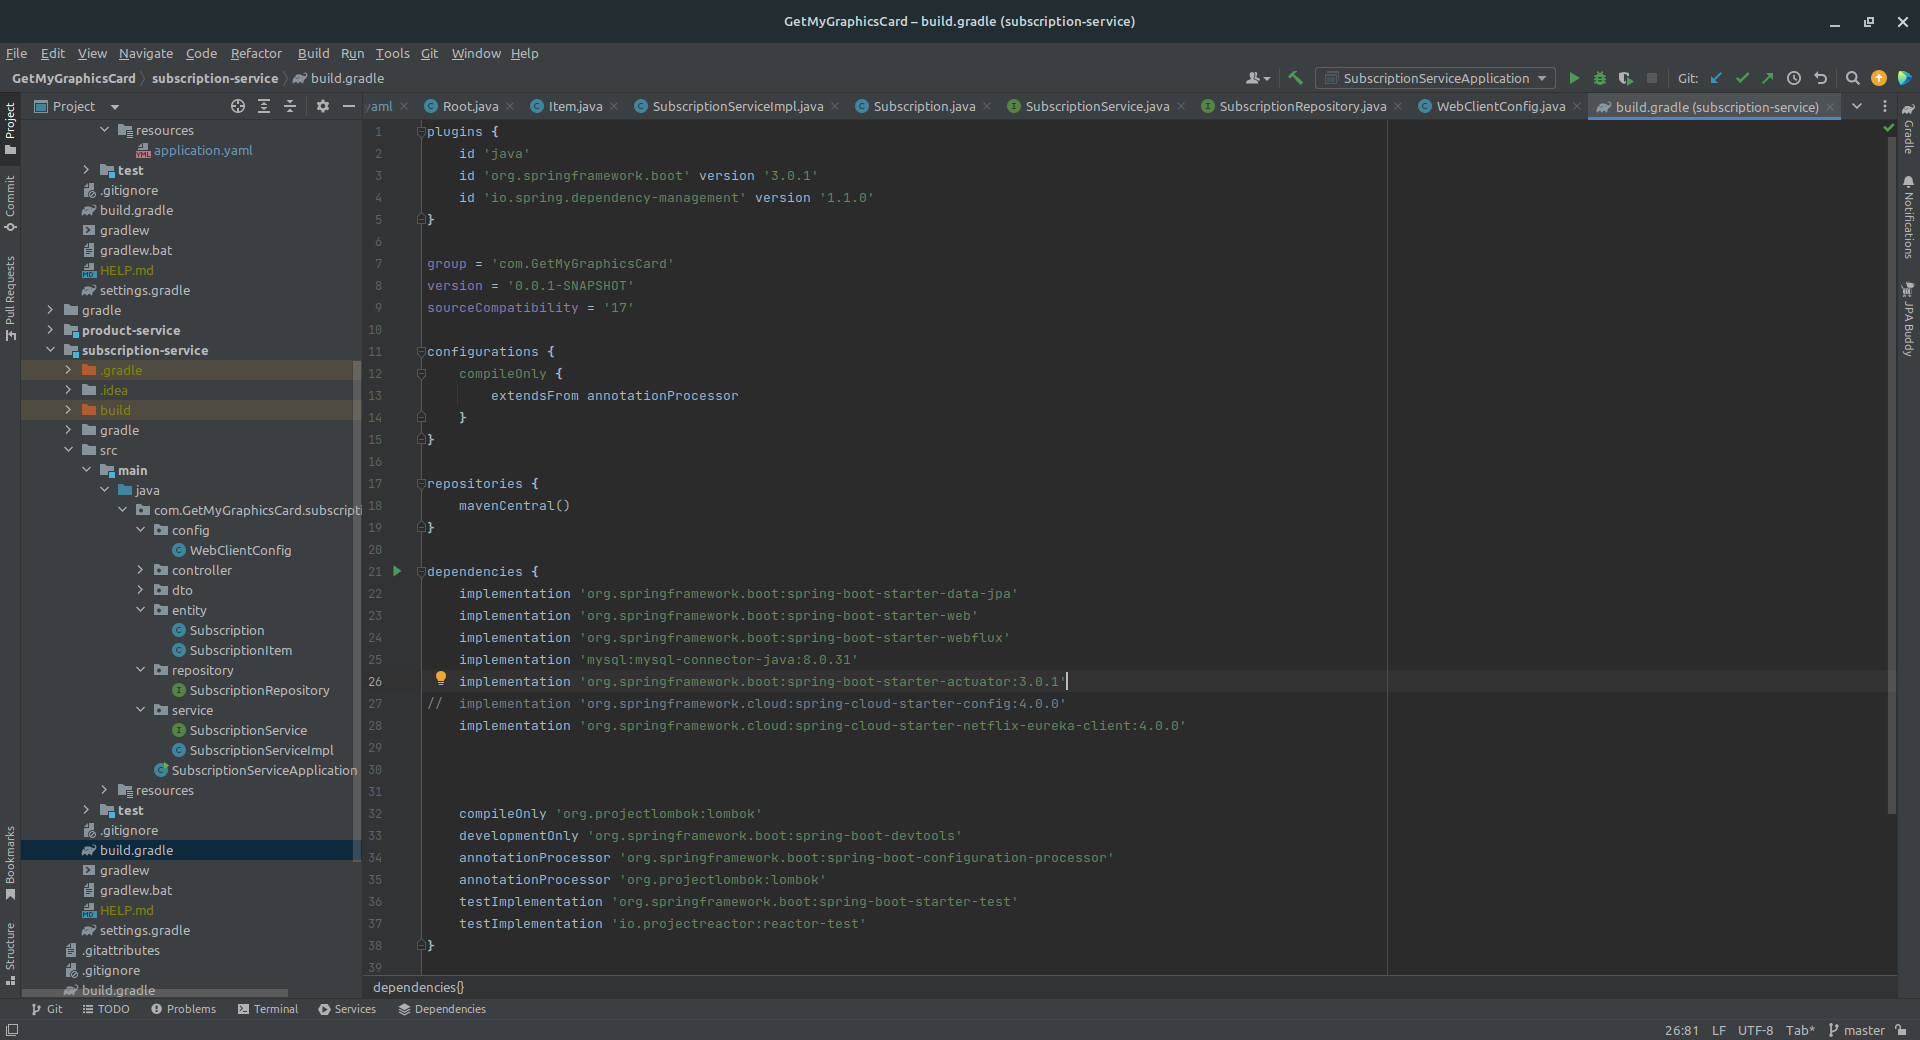 GetMyGraphicsCard – build.gradle (subscription-service)
File Edit View Navigate Code Refactor Build Run Tools Git Window Help
GetMyGraphicsCard subscription-service build.gradle
SubscriptionServiceApplication
Git:
Project
yaml Root.java Item.java SubscriptionServiceImpl.java Subscription.java SubscriptionService.java SubscriptionRepository.java WebClientConfig.java build.gradle (subscription-service)
Project
Commit
Pull Requests
Bookmarks
Structure
resources
application.yaml
test
.gitignore
build.gradle
gradlew
gradlew.bat
HELP.md
settings.gradle
gradle
product-service
subscription-service
.gradle
.idea
build
gradle
src
main
java
com.GetMyGraphicsCard.subscripti
config
WebClientConfig
controller
dto
entity
Subscription
SubscriptionItem
repository
SubscriptionRepository
service
SubscriptionService
SubscriptionServiceImpl
SubscriptionServiceApplication
resources
test
.gitignore
build.gradle
gradlew
gradlew.bat
HELP.md
settings.gradle
.gitattributes
.gitignore
build.gradle
1 plugins {
2     id 'java'
3     id 'org.springframework.boot' version '3.0.1'
4     id 'io.spring.dependency-management' version '1.1.0'
5 }
6
7 group = 'com.GetMyGraphicsCard'
8 version = '0.0.1-SNAPSHOT'
9 sourceCompatibility = '17'
10
11 configurations {
12     compileOnly {
13         extendsFrom annotationProcessor
14     }
15 }
16
17 repositories {
18     mavenCentral()
19 }
20
21 dependencies {
22     implementation 'org.springframework.boot:spring-boot-starter-data-jpa'
23     implementation 'org.springframework.boot:spring-boot-starter-web'
24     implementation 'org.springframework.boot:spring-boot-starter-webflux'
25     implementation 'mysql:mysql-connector-java:8.0.31'
26     implementation 'org.springframework.boot:spring-boot-starter-actuator:3.0.1'
27 //  implementation 'org.springframework.cloud:spring-cloud-starter-config:4.0.0'
28     implementation 'org.springframework.cloud:spring-cloud-starter-netflix-eureka-client:4.0.0'
29
30
31
32     compileOnly 'org.projectlombok:lombok'
33     developmentOnly 'org.springframework.boot:spring-boot-devtools'
34     annotationProcessor 'org.springframework.boot:spring-boot-configuration-processor'
35     annotationProcessor 'org.projectlombok:lombok'
36     testImplementation 'org.springframework.boot:spring-boot-starter-test'
37     testImplementation 'io.projectreactor:reactor-test'
38 }
39
dependencies{}
Gradle
Notifications
JPA Buddy
Git TODO Problems Terminal Services Dependencies
26:81 LF UTF-8 Tab* master